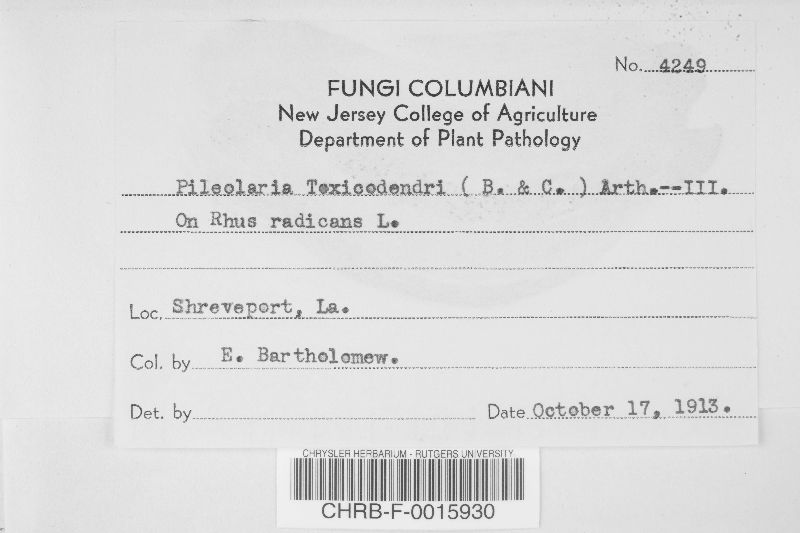 No. 4249
FUNGI COLUMBIANI
New Jersey College of Agriculture
Department of Plant Pathology
Pileolaria Toxicodendri ( B. & C. ) Arth.--III.
On Rhus radicans L.
Loc. Shreveport, La.
Col. by E. Bartholomew.
Det. by Date October 17, 1913.
CHRYSLER HERBARIUM - RUTGERS UNIVERSITY
CHRB-F-0015930